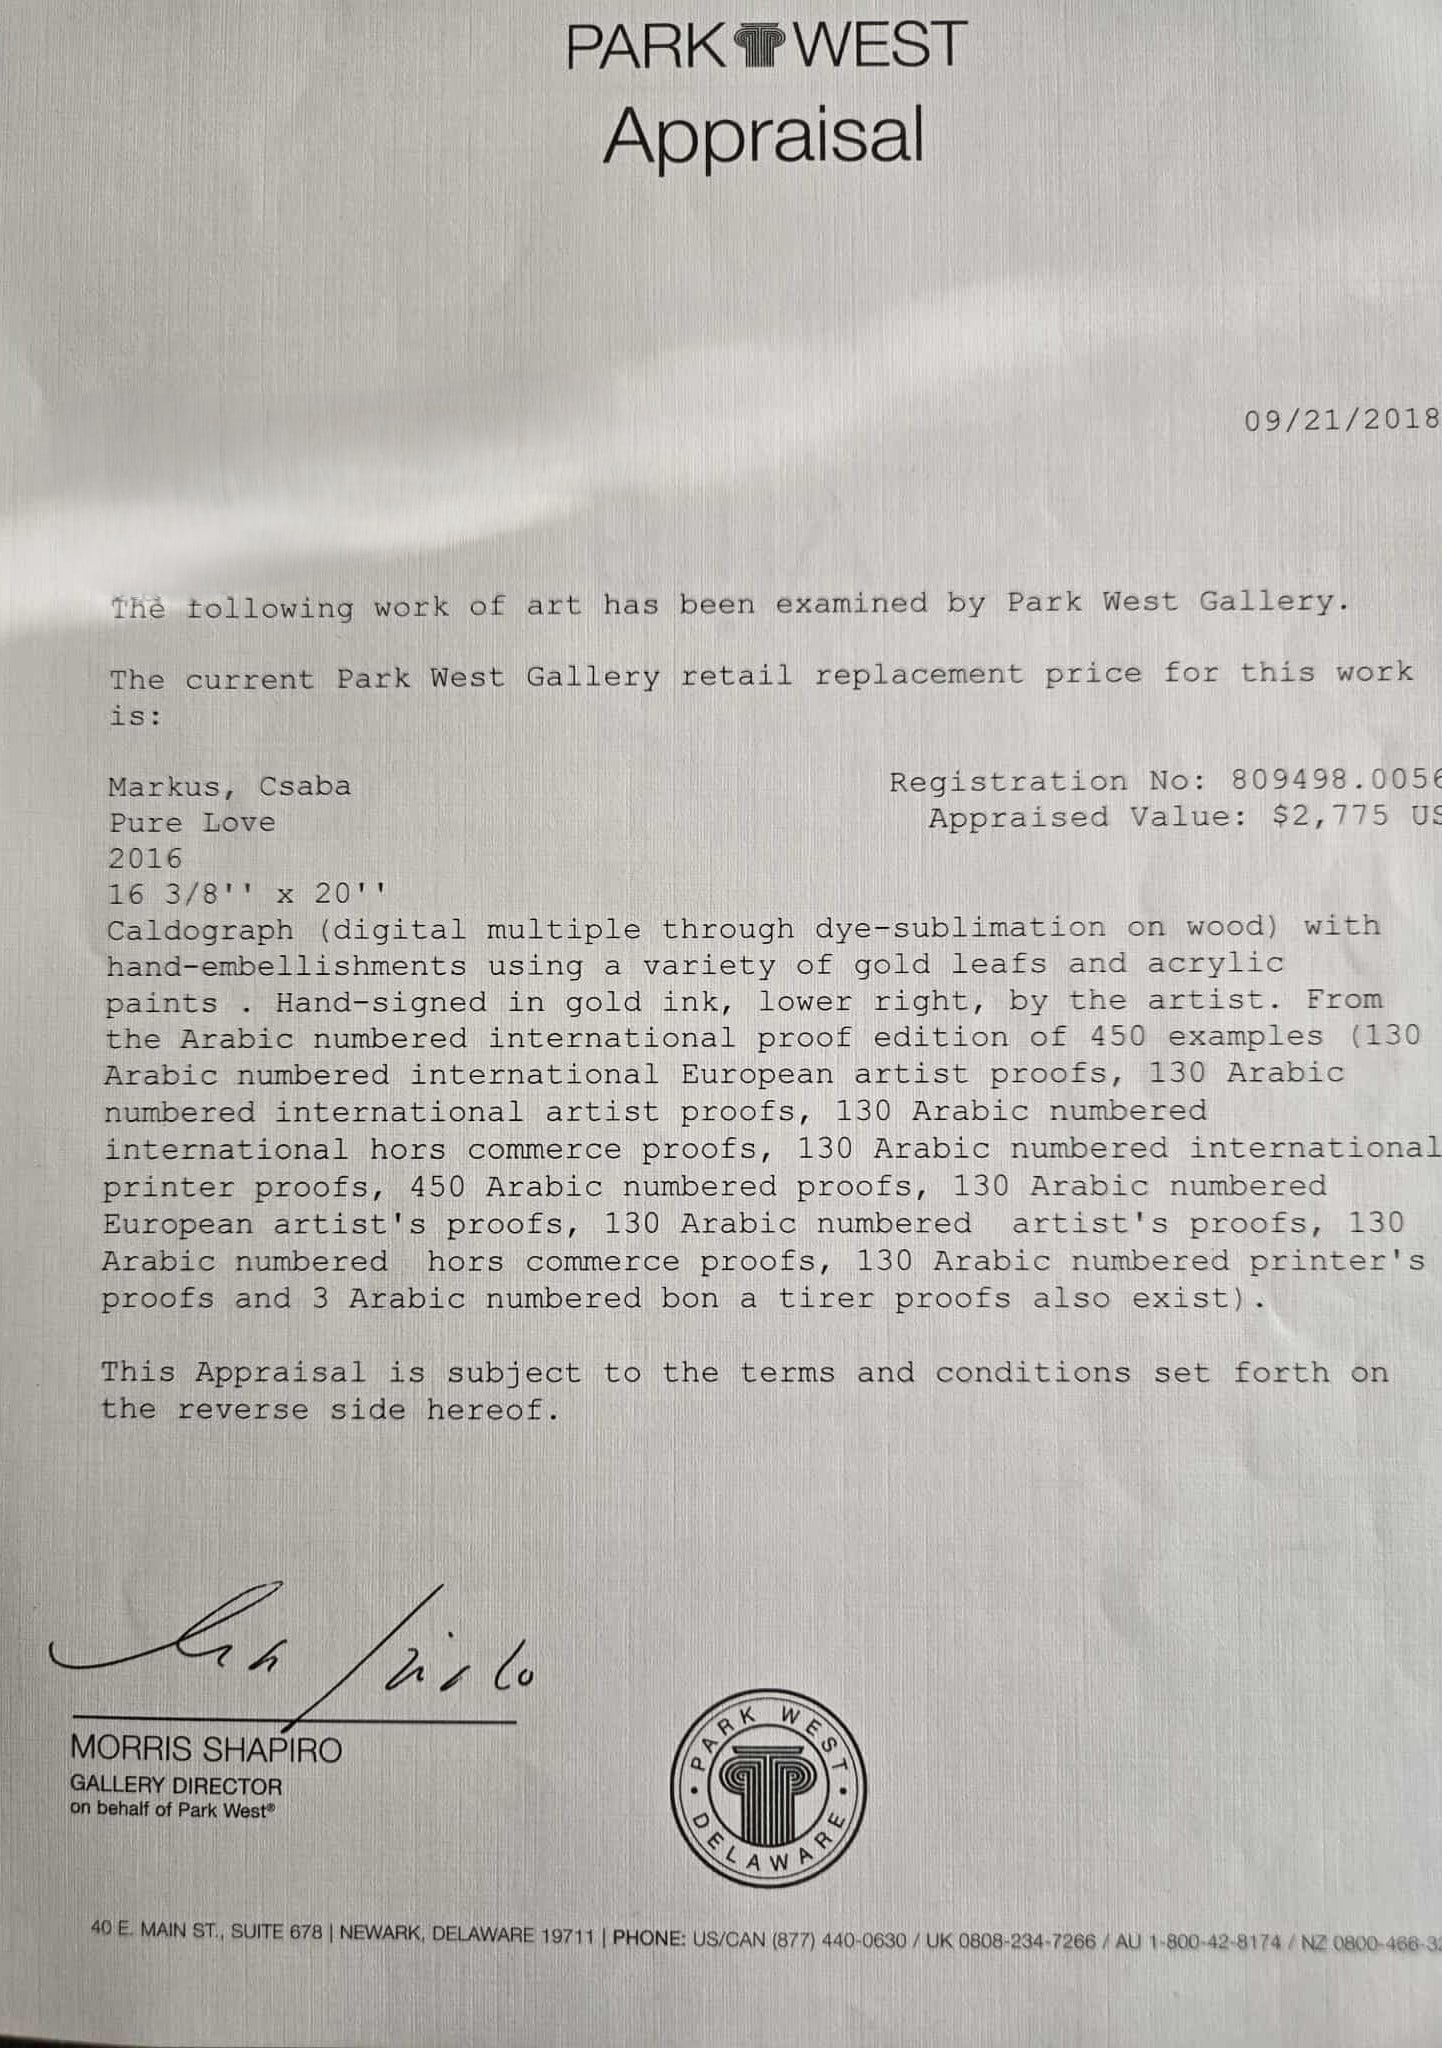 PARK WEST
Appraisal
09/21/2018
The following work of art has been examined by Park West Gallery.
The current Park West Gallery retail replacement price for this work
is:
Markus, Csaba
Registration No: 809498.0056
Pure Love
Appraised Value: $2,775 US
2016
16 3/8'' x 20''
Caldograph (digital multiple through dye-sublimation on wood) with
hand-embellishments using a variety of gold leafs and acrylic
paints . Hand-signed in gold ink, lower right, by the artist. From
the Arabic numbered international proof edition of 450 examples (130
Arabic numbered international European artist proofs, 130 Arabic
numbered international artist proofs, 130 Arabic numbered
international hors commerce proofs, 130 Arabic numbered international
printer proofs, 450 Arabic numbered proofs, 130 Arabic numbered
European artist's proofs, 130 Arabic numbered artist's proofs, 130
Arabic numbered hors commerce proofs, 130 Arabic numbered printer's
proofs and 3 Arabic numbered bon a tirer proofs also exist).
This Appraisal is subject to the terms and conditions set forth on
the reverse side hereof.
MORRIS SHAPIRO
GALLERY DIRECTOR
on behalf of Park West®
• PARK WEST •
DELAWARE
40 E. MAIN ST., SUITE 678 | NEWARK, DELAWARE 19711 | PHONE: US/CAN (877) 440-0630 / UK 0808-234-7266 / AU 1-800-42-8174 / NZ 0800-466-32